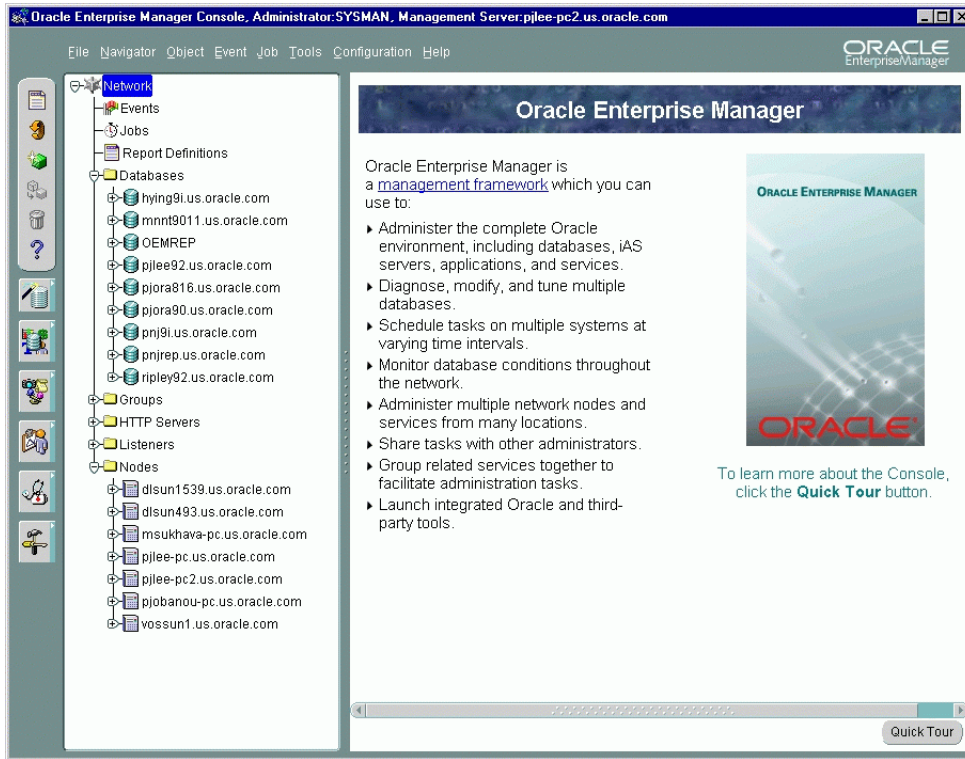 Oracle Enterprise Manager Console, Administrator:SYSMAN, Management Server:pjlee-pc2.us.oracle.com
File Navigator Object Event Job Tools Configuration Help
ORACLE
EnterpriseManager
Network
Events
Jobs
Report Definitions
Databases
hying9i.us.oracle.com
mnnt9011.us.oracle.com
OEMREP
pjlee92.us.oracle.com
pjora816.us.oracle.com
pjora90.us.oracle.com
pnj9i.us.oracle.com
pnjrep.us.oracle.com
ripley92.us.oracle.com
Groups
HTTP Servers
Listeners
Nodes
dlsun1539.us.oracle.com
dlsun493.us.oracle.com
msukhava-pc.us.oracle.com
pjlee-pc.us.oracle.com
pjlee-pc2.us.oracle.com
pjobanou-pc.us.oracle.com
vossun1.us.oracle.com
Oracle Enterprise Manager
Oracle Enterprise Manager is
a management framework which you can
use to:
Administer the complete Oracle
environment, including databases, iAS
servers, applications, and services.
Diagnose, modify, and tune multiple
databases.
Schedule tasks on multiple systems at
varying time intervals.
Monitor database conditions throughout
the network.
Administer multiple network nodes and
services from many locations.
Share tasks with other administrators.
Group related services together to
facilitate administration tasks.
Launch integrated Oracle and third-
party tools.
ORACLE ENTERPRISE MANAGER
ORACLE®
To learn more about the Console,
click the Quick Tour button.
Quick Tour